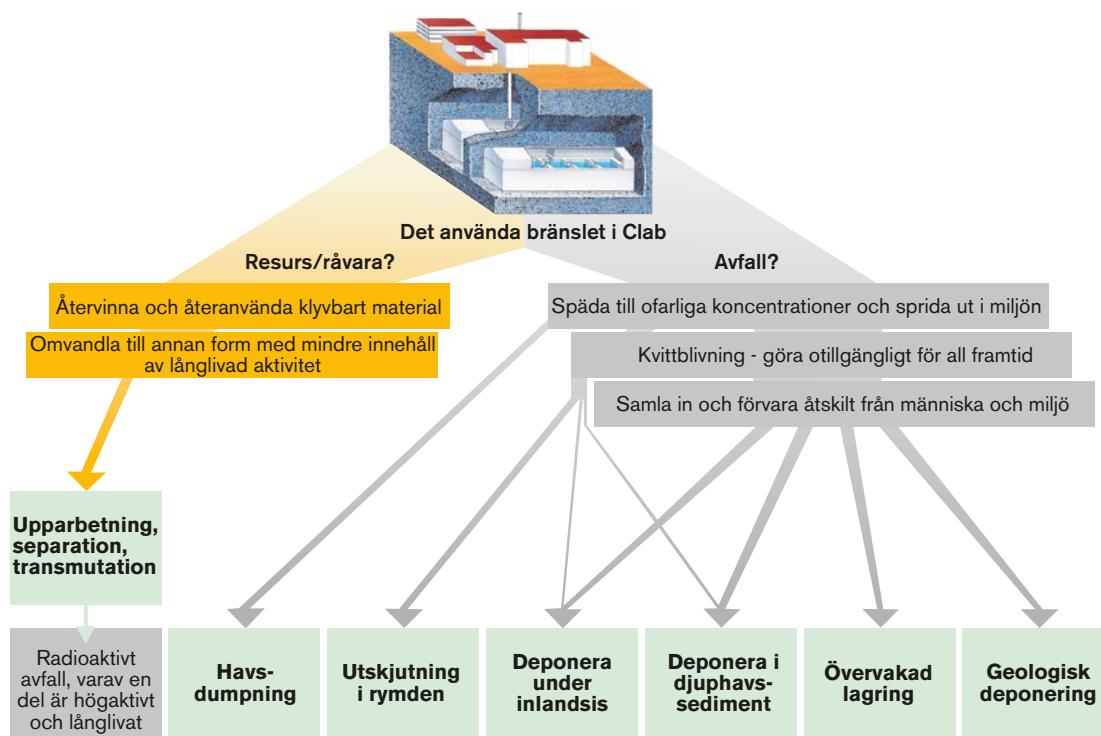 Det använda bränslet i Clab
Resurs/råvara?
Avfall?
Återvinna och återanvända klyvbart material
Omvandla till annan form med mindre innehåll
av långlivad aktivitet
Späda till ofarliga koncentrationer och sprida ut i miljön
Kvittblivning - göra otillgängligt för all framtid
Samla in och förvara åtskilt från människa och miljö
Upparbetning,
separation,
transmutation
Radioaktivt
avfall, varav en
del är högaktivt
och långlivat
Havs-
dumpning
Utskjutning
i rymden
Deponera
under
inlandsis
Deponera i
djuphavs-
sediment
Övervakad
lagring
Geologisk
deponering